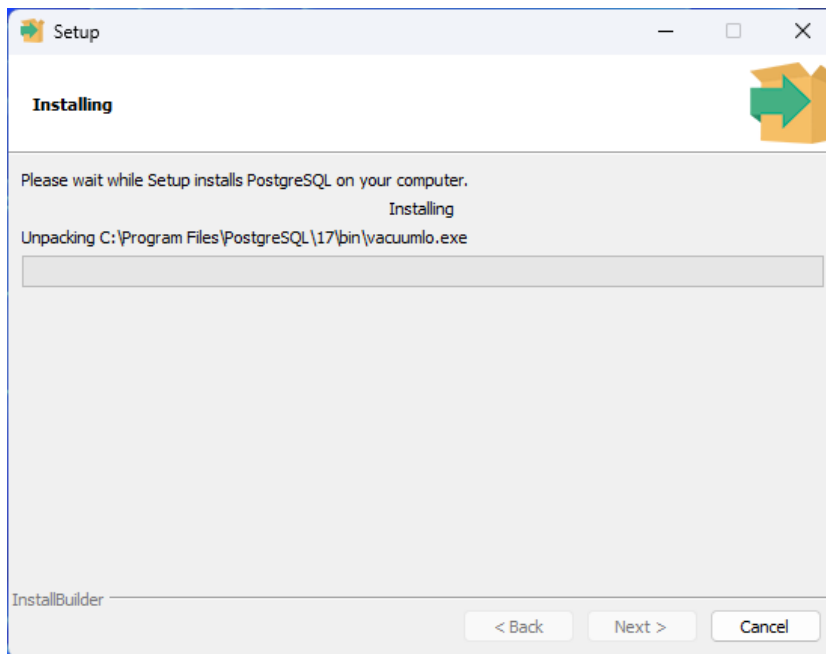 Setup
Installing
Please wait while Setup installs PostgreSQL on your computer.
Installing
Unpacking C:\Program Files\PostgreSQL\17\bin\vacuumlo.exe
InstallBuilder
< Back Next > Cancel